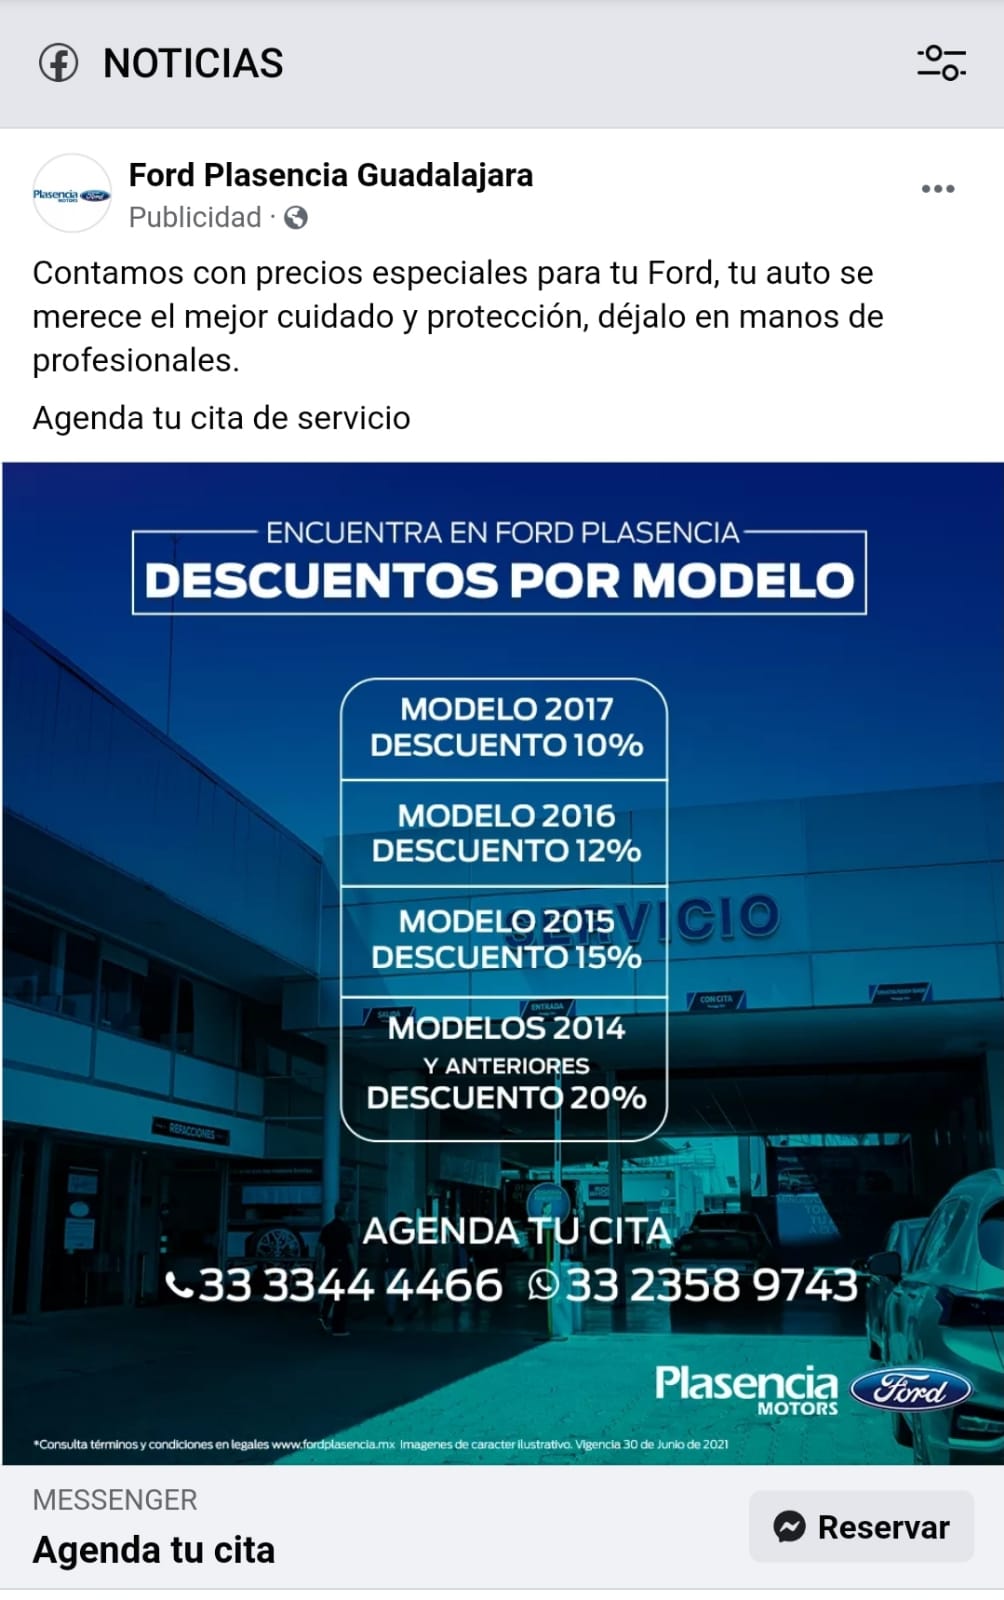 NOTICIAS
Plasencia Ford
MOTORS
Ford Plasencia Guadalajara
Publicidad ·
Contamos con precios especiales para tu Ford, tu auto se
merece el mejor cuidado y protección, déjalo en manos de
profesionales.
Agenda tu cita de servicio
ENCUENTRA EN FORD PLASENCIA
DESCUENTOS POR MODELO
MODELO 2017
DESCUENTO 10%
MODELO 2016
DESCUENTO 12%
SERVICIO
MODELO 2015
DESCUENTO 15%
CON CITA
ENTRADA
SALIDA
MODELOS 2014
Y ANTERIORES
DESCUENTO 20%
REFACCIONES
AGENDA TU CITA
33 3344 4466 33 2358 9743
Plasencia Ford
MOTORS
*Consulta términos y condiciones en legales www.fordplasencia.mx Imagenes de caracter ilustrativo. Vigencia 30 de Junio de 2021
MESSENGER
Agenda tu cita
Reservar